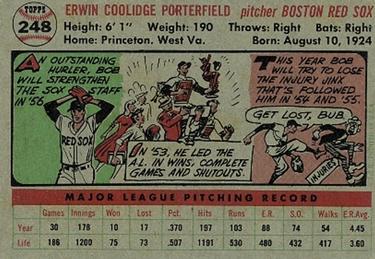 TOPPS
248
ERWIN COOLIDGE PORTERFIELD pitcher BOSTON RED SOX
Height: 6' 1" Weight: 190 Throws: Right Bats: Right
Home: Princeton, West Va. Born: August 10, 1924
AN OUTSTANDING
HURLER, BOB
WILL STRENGTHEN
THE SOX STAFF
IN '56
RED SOX
IN '53, HE LED THE
A.L. IN WINS, COMPLETE
GAMES AND SHUTOUTS.
THIS YEAR BOB
WILL TRY TO LOSE
THE INJURY JINX
THAT'S FOLLOWED
HIM IN '54 AND '55.
GET LOST, BUB.
INJURIES
MAJOR LEAGUE PITCHING RECORD
Games Innings Won Lost Pct. Hits Runs E.R. S.O. Walks E.R.Avg.
Year 30 178 10 17 .370 197 103 88 74 54 4.45
Life 186 1200 75 73 .507 1191 530 480 432 417 3.60